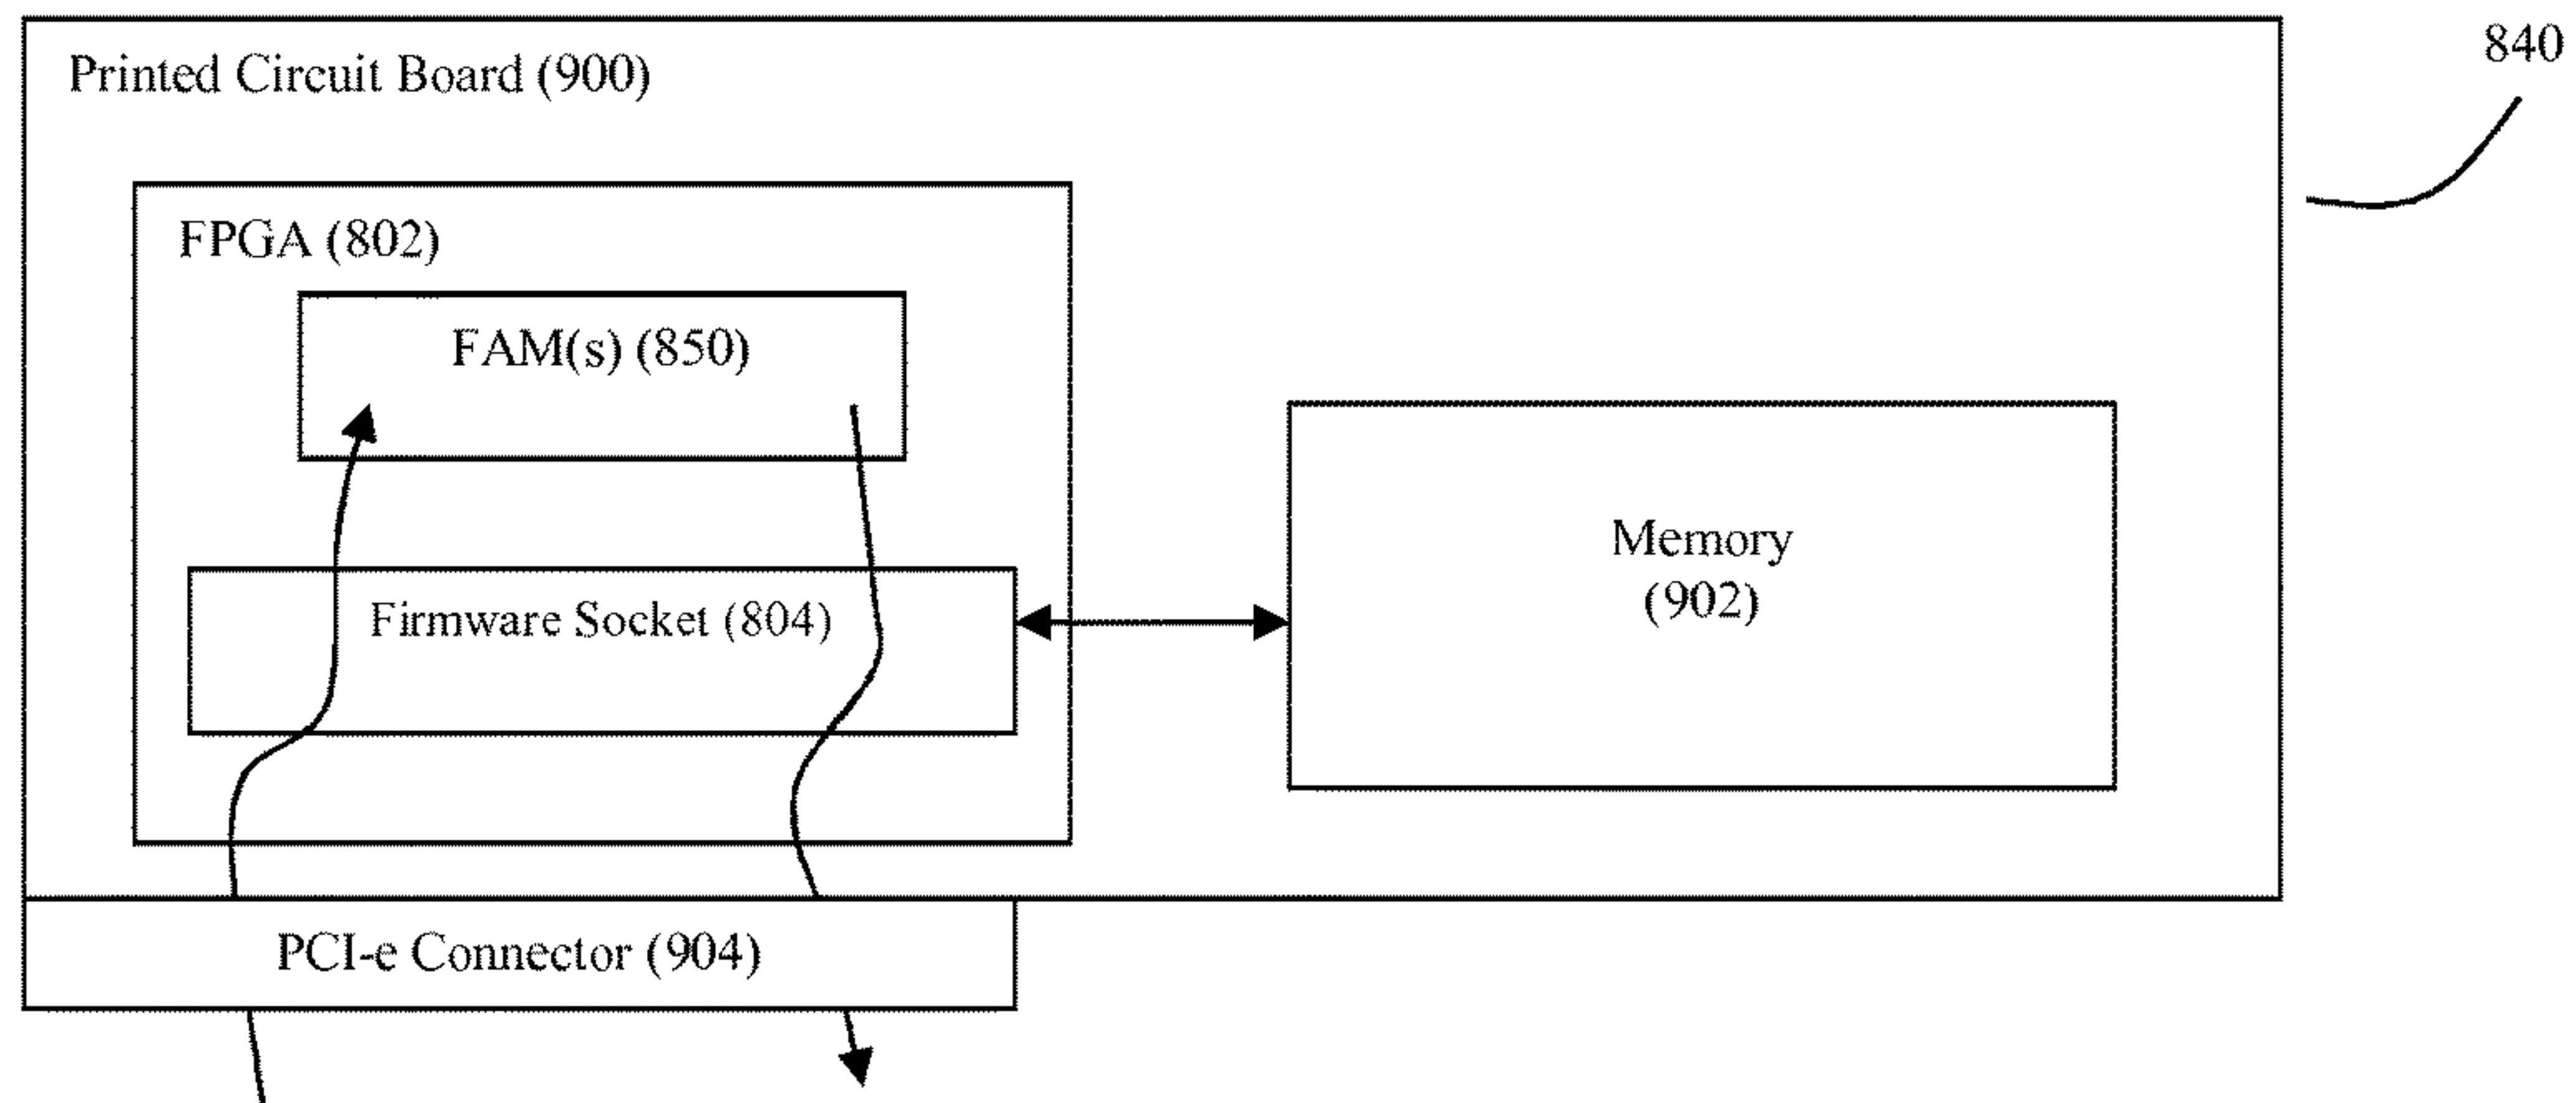 840
Printed Circuit Board (900)
FPGA (802)
FAM(s) (850)
Memory
(902)
Firmware Socket (804)
PCI-e Connector (904)